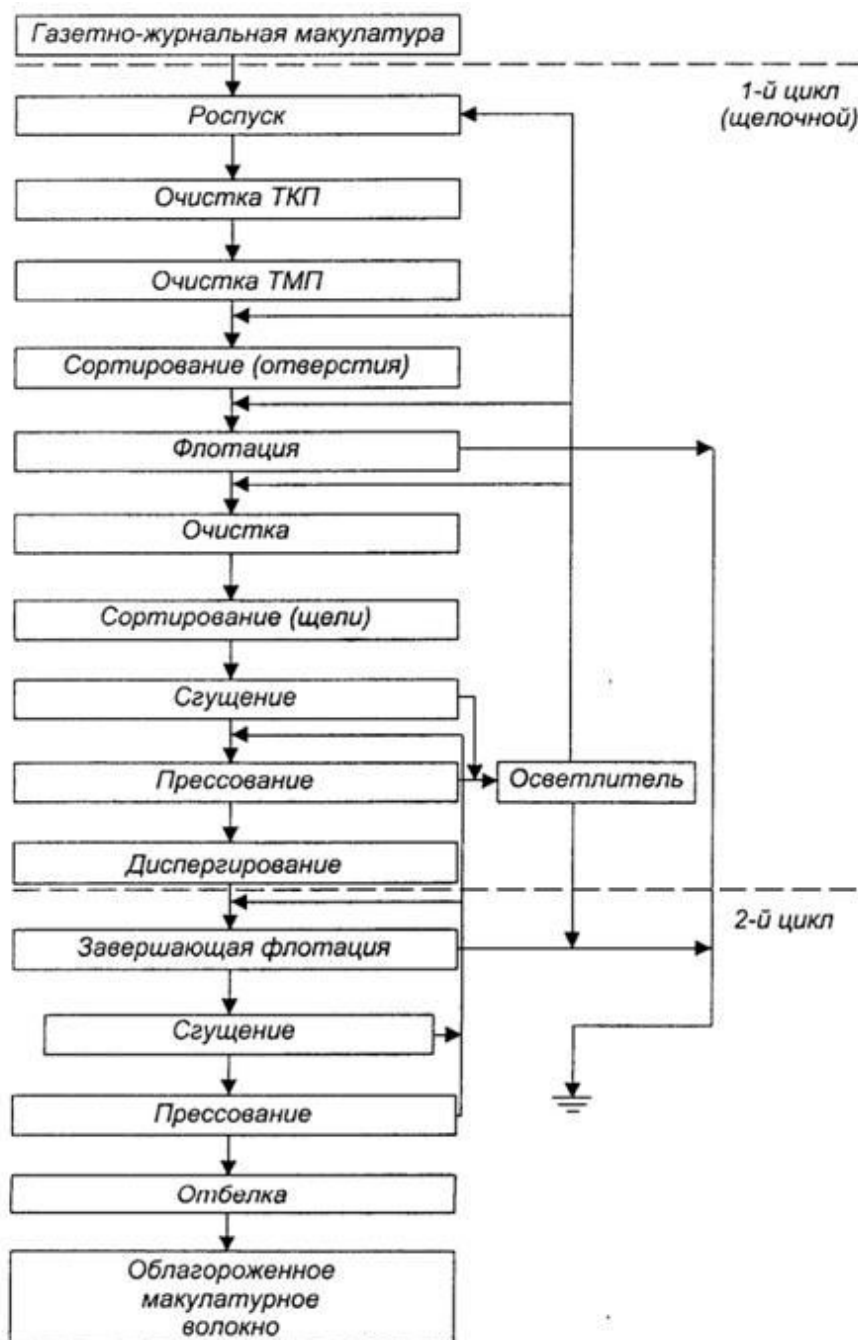 Газетно-журнальная макулатура
1-й цикл
(щелочной)
Роспуск
Очистка ТКП
Очистка ТМП
Сортирование (отверстия)
Флотация
Очистка
Сортирование (щели)
Сгущение
Прессование
Осветлитель
Диспергирование
2-й цикл
Завершающая флотация
Сгущение
Прессование
Отбелка
Облагороженное
макулатурное
волокно